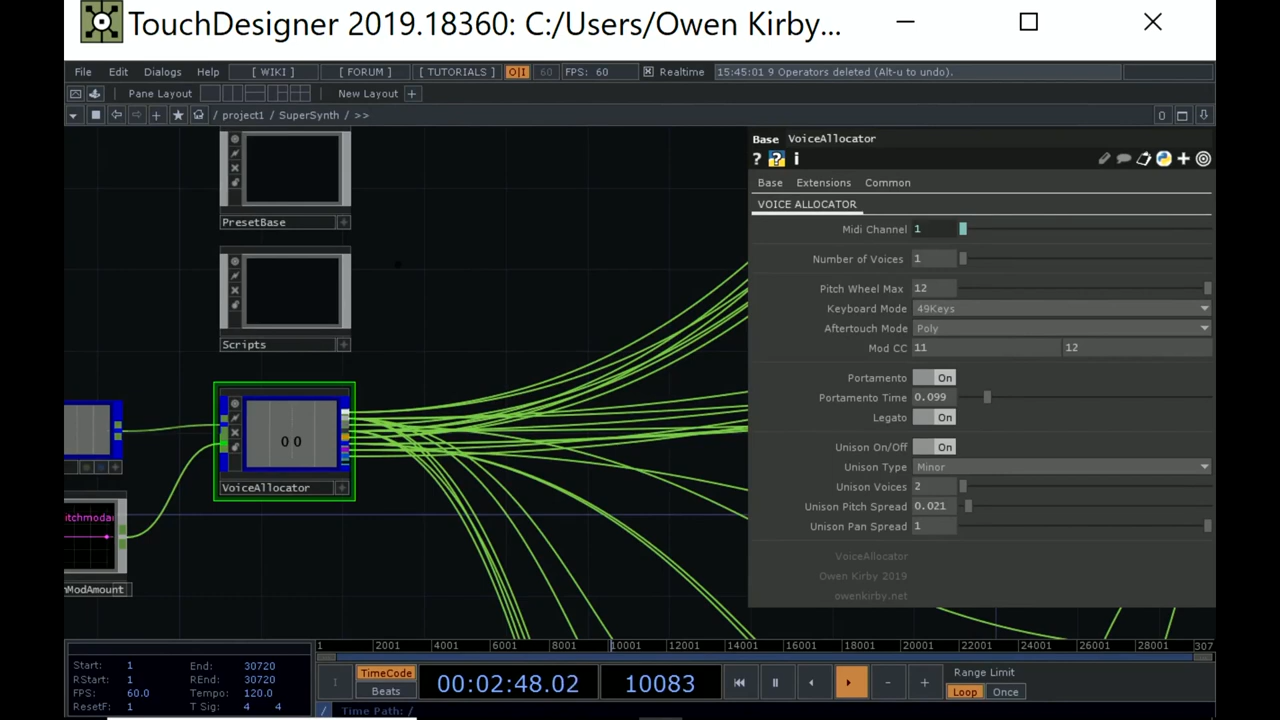 TouchDesigner 2019.18360: C:/Users/Owen Kirby...
File Edit Dialogs Help [ WIKI ] [ FORUM ] [ TUTORIALS ] O|I 60 FPS: 60 Realtime 15:45:01 9 Operators deleted (Alt-u to undo).
Pane Layout New Layout +
/ project1 / SuperSynth / >> 0
Base VoiceAllocator
? ? i
Base Extensions Common
VOICE ALLOCATOR
PresetBase
Midi Channel 1
Number of Voices 1
Pitch Wheel Max 12
Keyboard Mode 49Keys
Aftertouch Mode Poly
Scripts
Mod CC 11 12
Portamento On
Portamento Time 0.099
Legato On
0 0
Unison On/Off On
Unison Type Minor
VoiceAllocator
Unison Voices 2
Unison Pitch Spread 0.021
itchmoda
Unison Pan Spread 1
VoiceAllocator
Owen Kirby 2019
nModAmount
owenkirby.net
1 2001 4001 6001 8001 10001 12001 14001 16001 18001 20001 22001 24001 26001 28001 307
Start: 1 End: 30720
RStart: 1 REnd: 30720
FPS: 60.0 Tempo: 120.0
ResetF: 1 T Sig: 4 4
TimeCode
Beats
00:02:48.02
10083
- +
Range Limit
Loop Once
/ Time Path: /